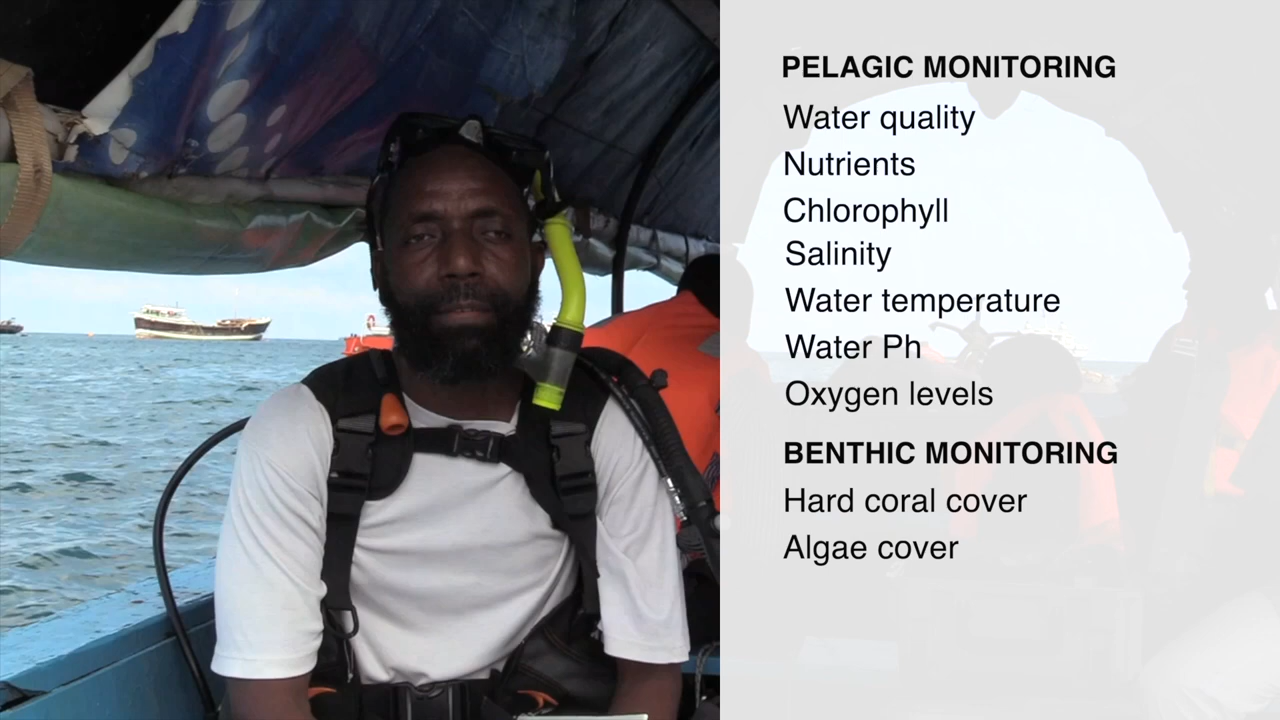 PELAGIC MONITORING
Water quality
Nutrients
Chlorophyll
Salinity
Water temperature
Water Ph
Oxygen levels
BENTHIC MONITORING
Hard coral cover
Algae cover